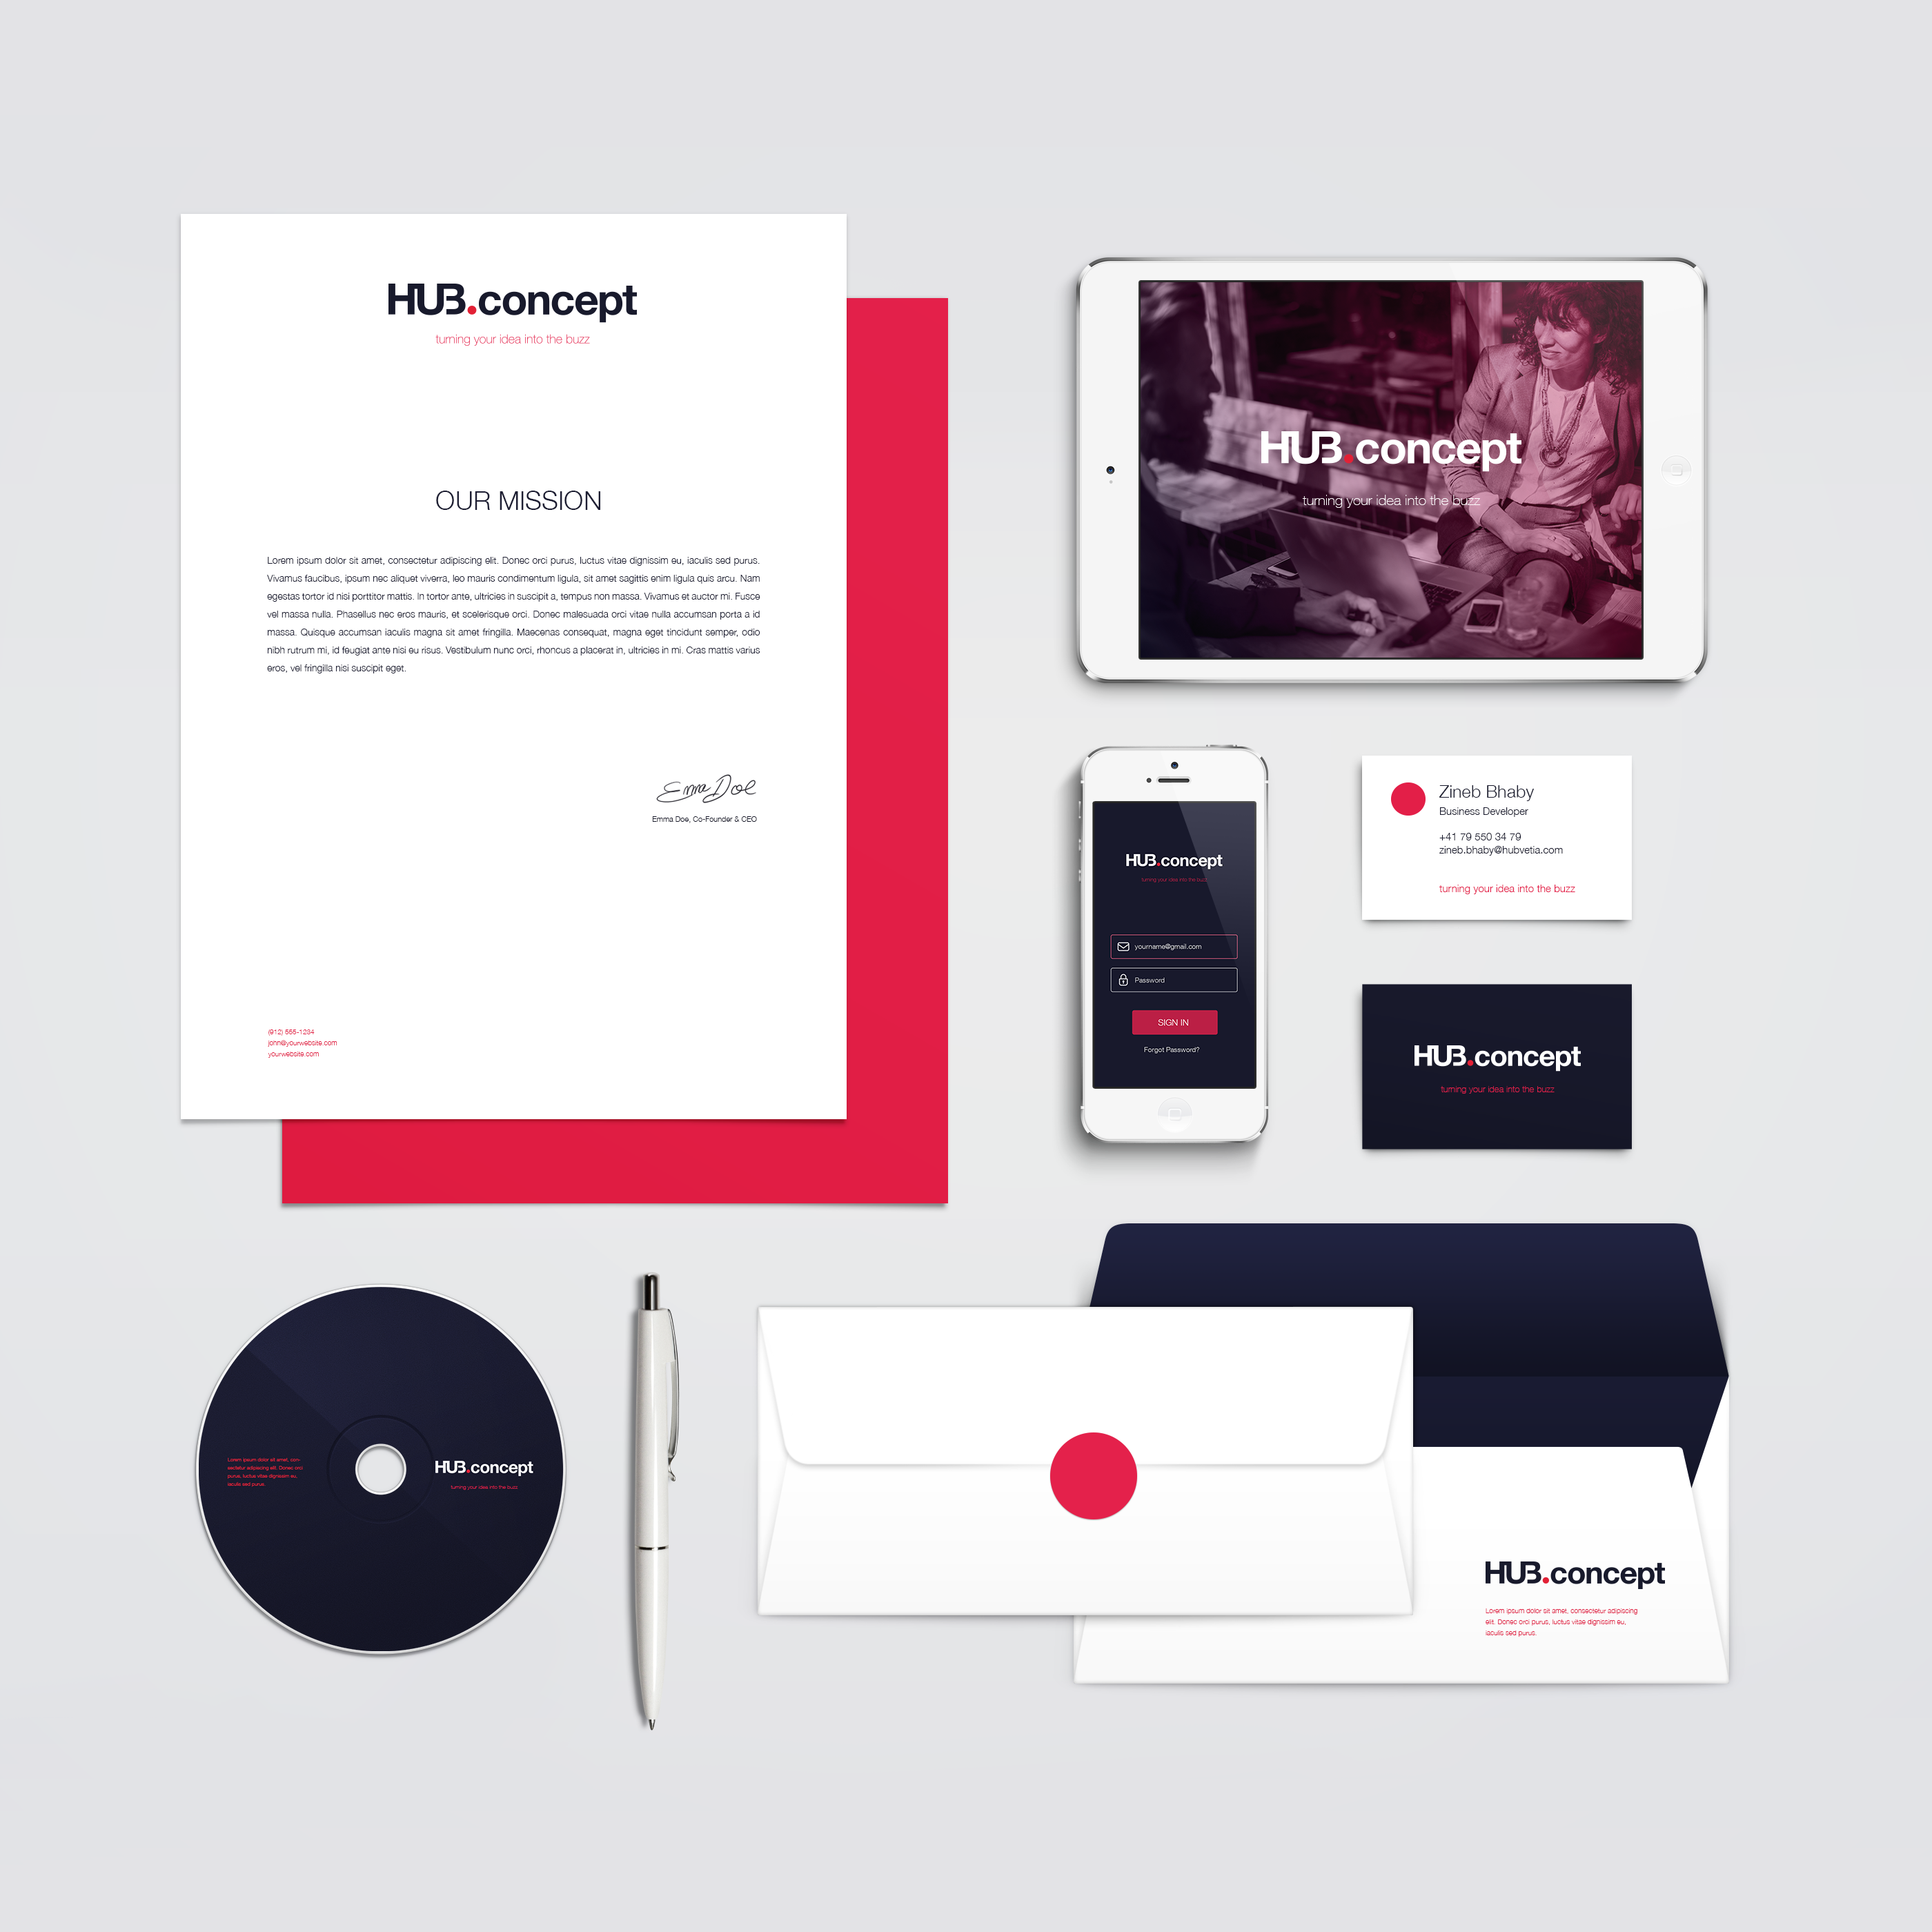 HUB.concept
turning your idea into the buzz
OUR MISSION
Lorem ipsum dolor sit amet, consectetur adipiscing elit. Donec orci purus, luctus vitae dignissim eu, iaculis sed purus.
Vivamus faucibus, ipsum nec aliquet viverra, leo mauris condimentum ligula, sit amet sagittis enim ligula quis arcu. Nam
egestas tortor id nisi porttitor mattis. In tortor ante, ultricies in suscipit a, tempus non massa. Vivamus et auctor mi. Fusce
vel massa nulla. Phasellus nec eros mauris, et scelerisque orci. Donec malesuada orci vitae nulla accumsan porta a id
massa. Quisque accumsan iaculis magna sit amet fringilla. Maecenas consequat, magna eget tincidunt semper, odio
nibh rutrum mi, id feugiat ante nisi eu risus. Vestibulum nunc orci, rhoncus a placerat in, ultricies in mi. Cras mattis varius
eros, vel fringilla nisi suscipit eget.
Emma Doe
Emma Doe, Co-Founder & CEO
(912) 555-1234
john@yourwebsite.com
yourwebsite.com
HUB.concept
turning your idea into the buzz
HUB.concept
turning your idea into the buzz
yourname@gmail.com
Password
SIGN IN
Forgot Password?
Zineb Bhaby
Business Developer
+41 79 550 34 79
zineb.bhaby@hubvetia.com
turning your idea into the buzz
HUB.concept
turning your idea into the buzz
Lorem ipsum dolor sit amet, con-
sectetur adipiscing elit. Donec orci
purus, luctus vitae dignissim eu,
iaculis sed purus.
HUB.concept
turning your idea into the buzz
HUB.concept
Lorem ipsum dolor sit amet, consectetur adipiscing
elit. Donec orci purus, luctus vitae dignissim eu,
iaculis sed purus.